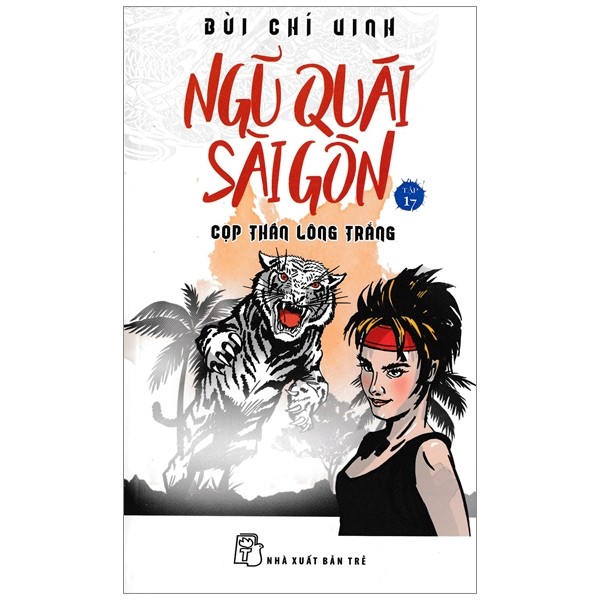 BÙI CHÍ VINH
NGŨ QUÁI
SÀI GÒN
TẬP
17
CỌP THẦN LÔNG TRẮNG
T
NHÀ XUẤT BẢN TRẺ